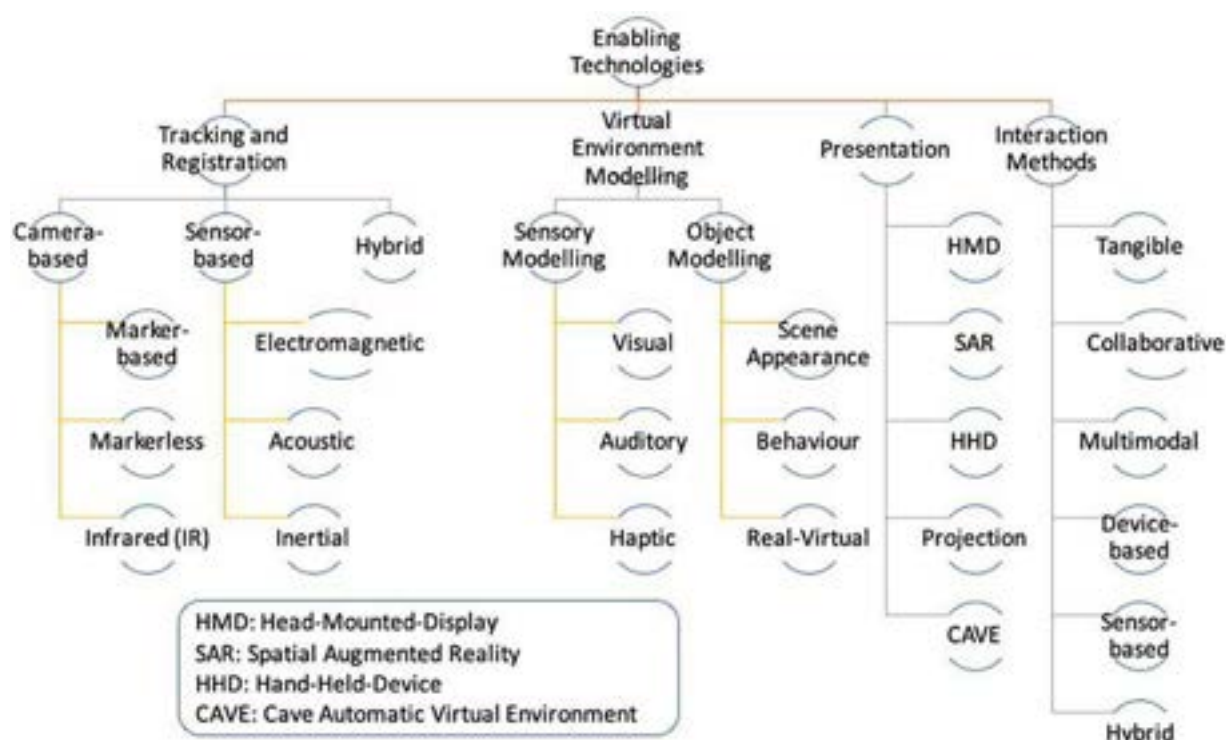 Enabling
Technologies
Tracking and
Registration
Virtual
Environment
Modelling
Presentation
Interaction
Methods
Camera-
based
Sensor-
based
Hybrid
Sensory
Modelling
Object
Modelling
HMD
Tangible
Marker-
based
Electromagnetic
Visual
Scene
Appearance
SAR
Collaborative
Markerless
Acoustic
Auditory
Behaviour
HHD
Multimodal
Infrared (IR)
Inertial
Haptic
Real-Virtual
Projection
Device-
based
CAVE
Sensor-
based
Hybrid
HMD: Head-Mounted-Display
SAR: Spatial Augmented Reality
HHD: Hand-Held-Device
CAVE: Cave Automatic Virtual Environment